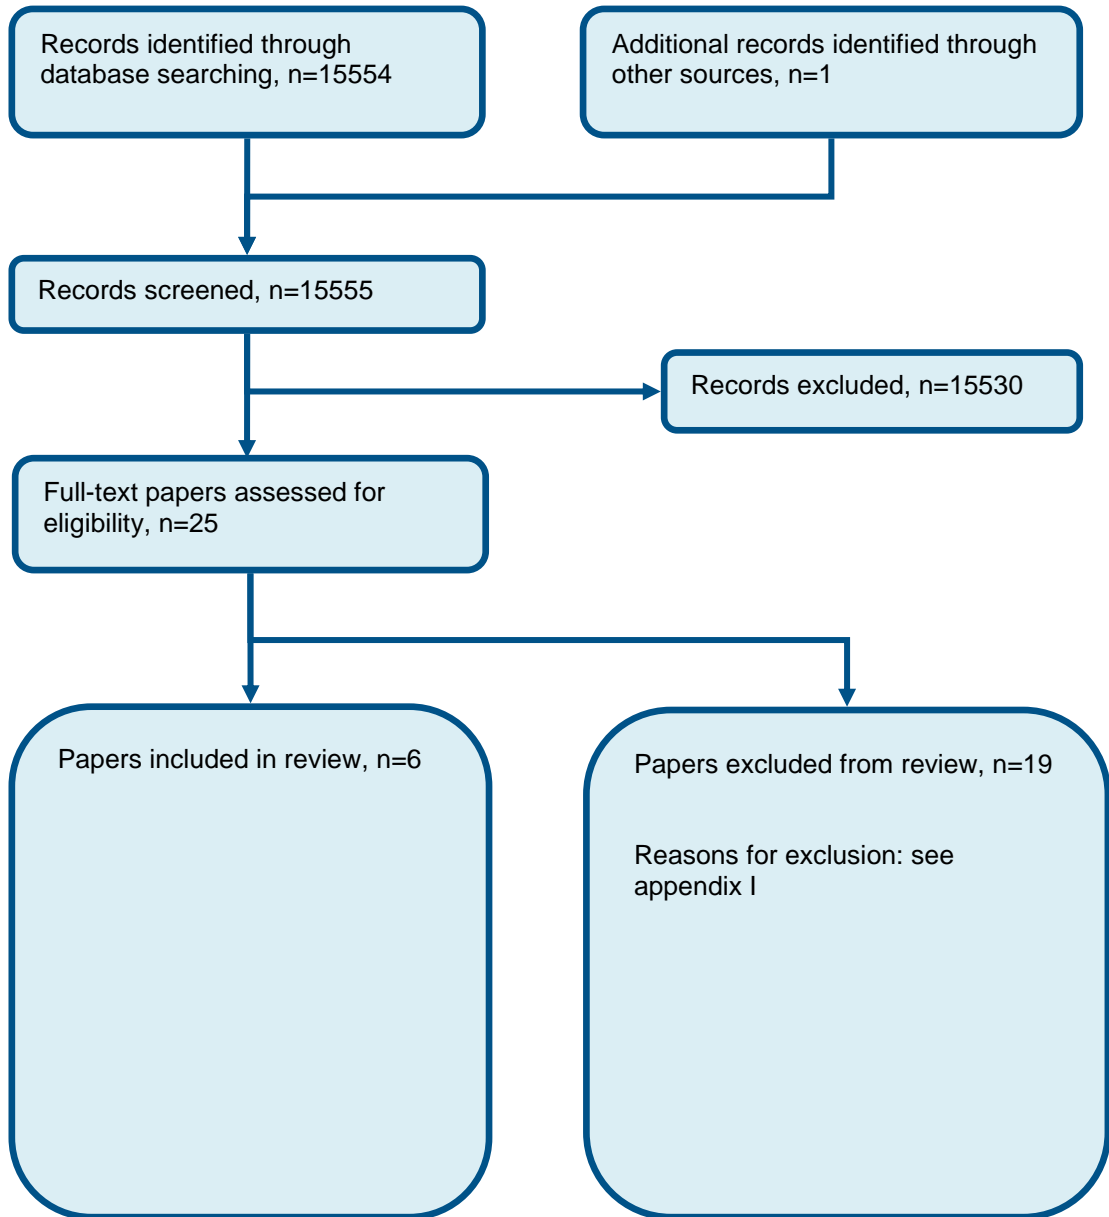 Records identified through
database searching, n=15554
Additional records identified through
other sources, n=1
Records screened, n=15555
Records excluded, n=15530
Full-text papers assessed for
eligibility, n=25
Papers included in review, n=6
Papers excluded from review, n=19
Reasons for exclusion: see
appendix I